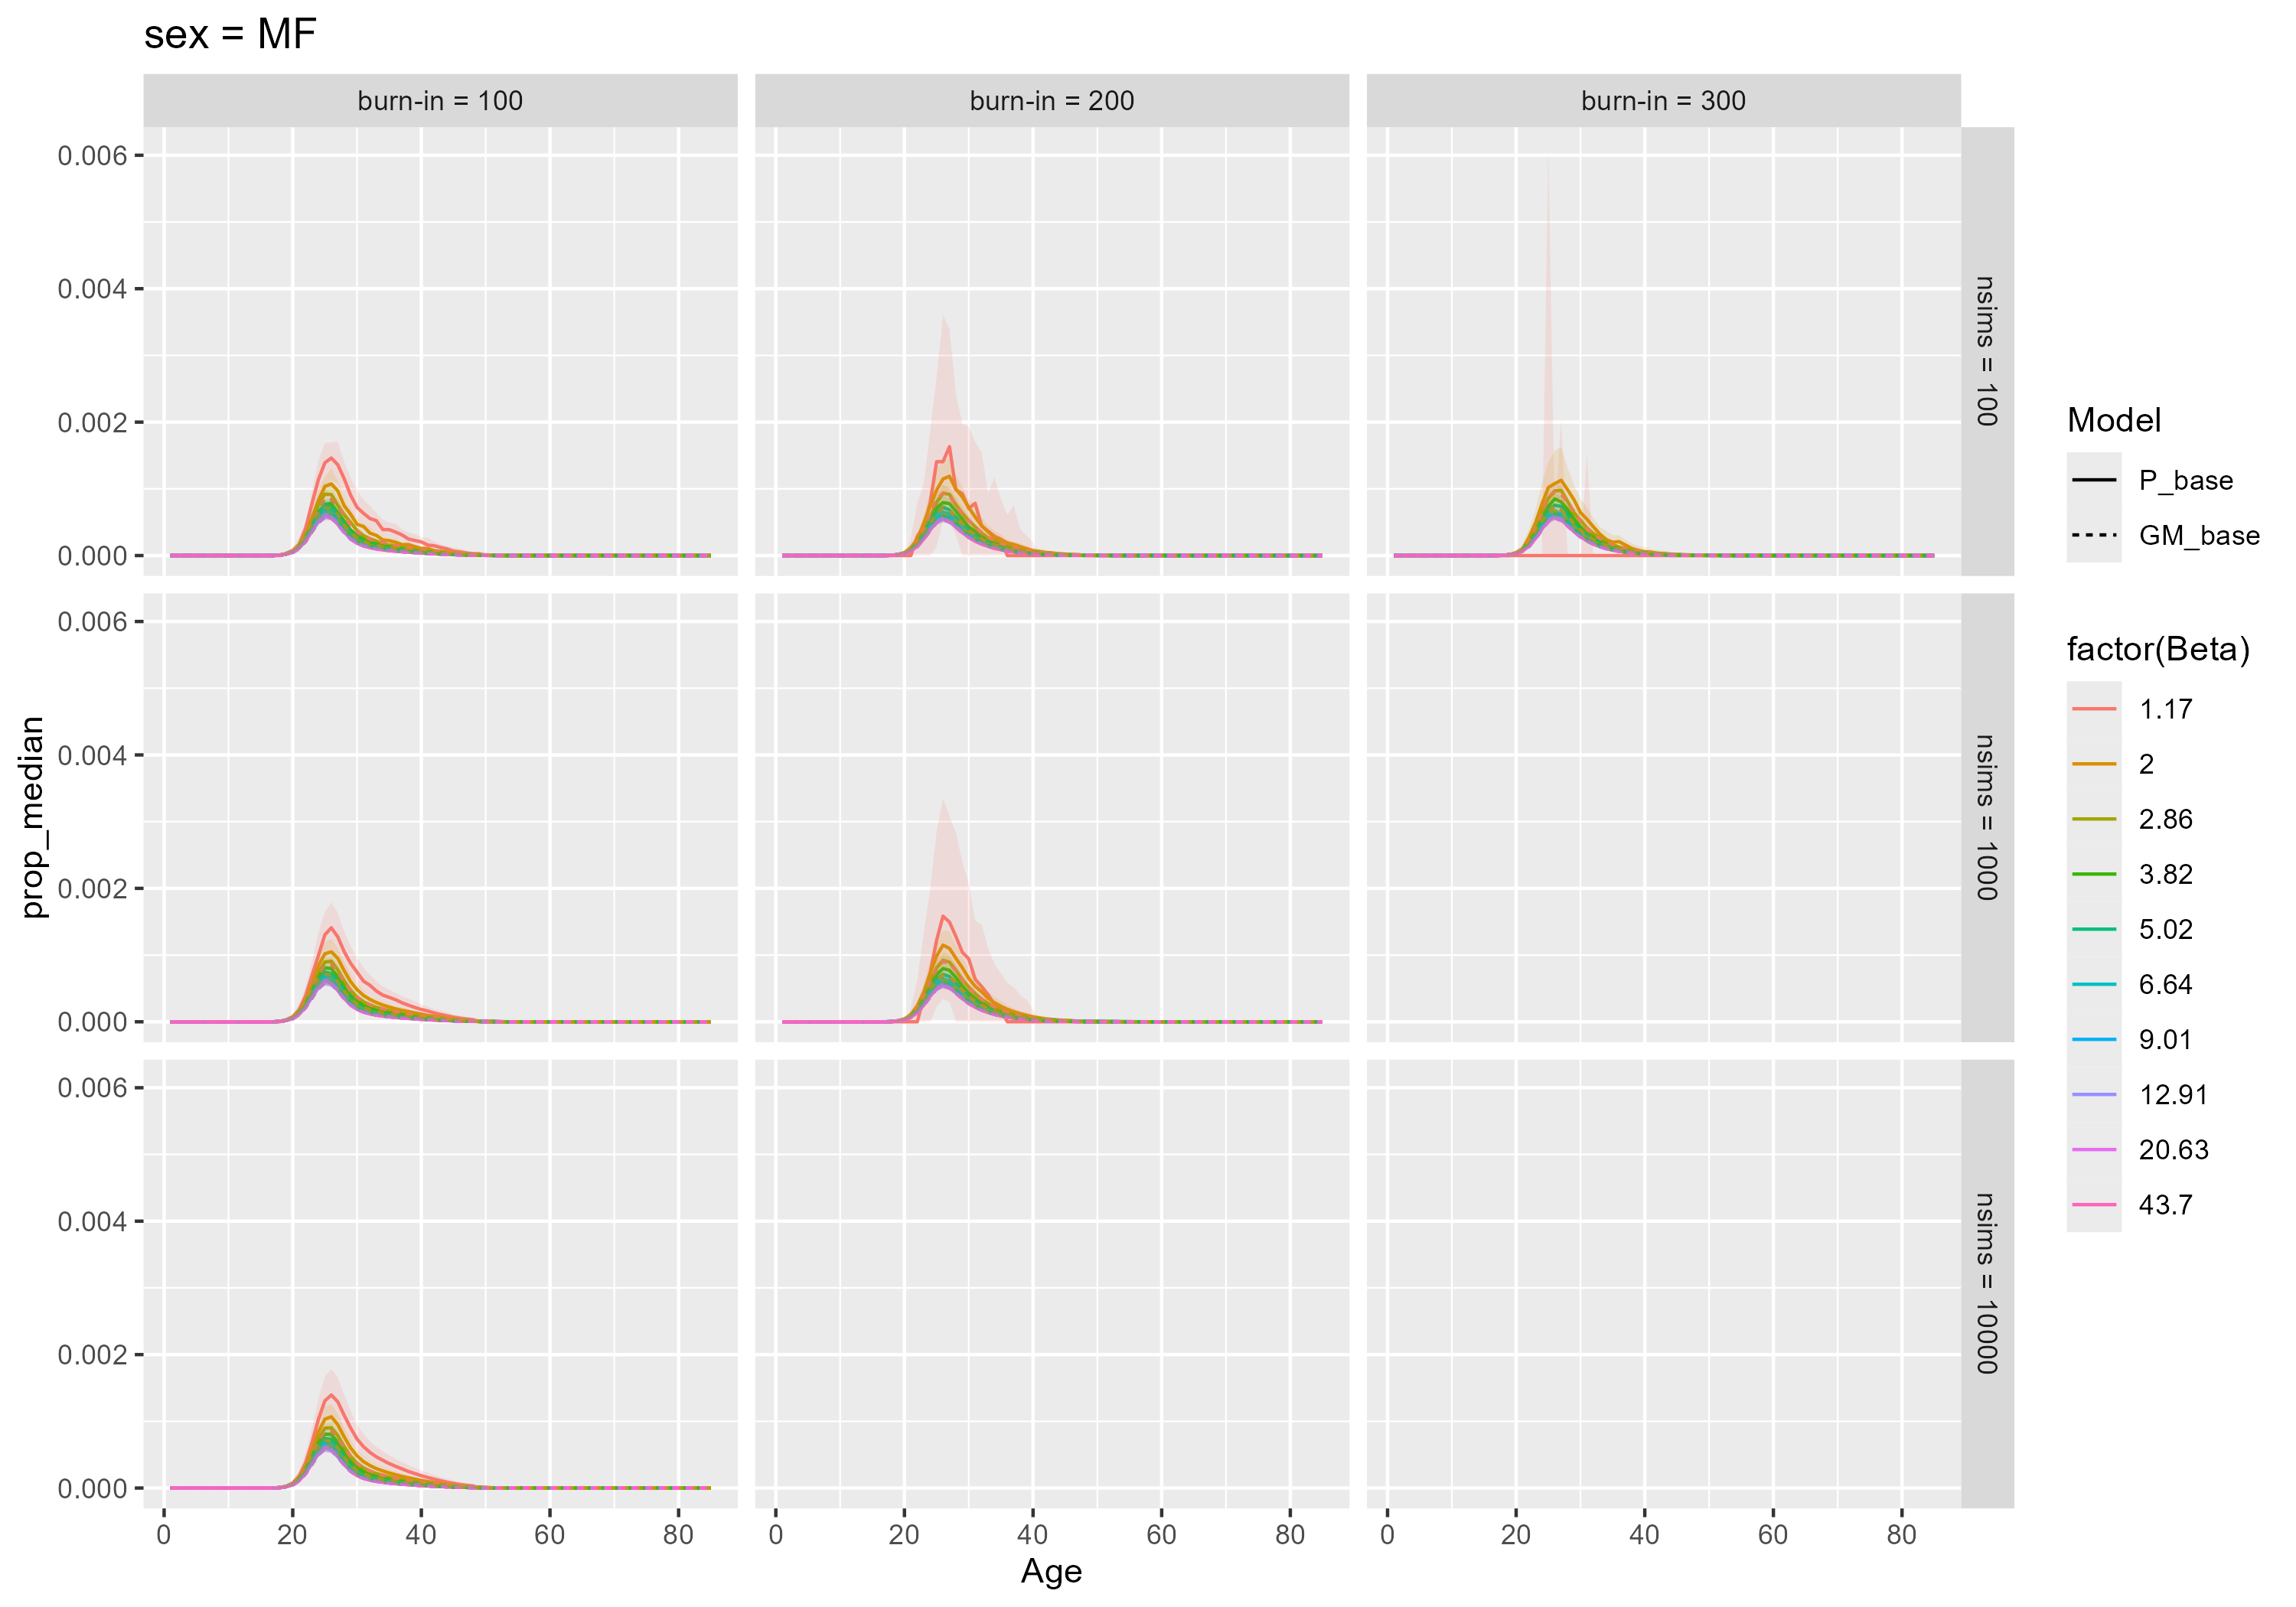 sex = MF
burn-in = 100
burn-in = 200
burn-in = 300
0.006
0.004
0.002
0.000
nsims = 100
0.006
0.004
0.002
0.000
nsims = 1000
0.006
0.004
0.002
0.000
nsims = 10000
prop_median
0 20 40 60 80
0 20 40 60 80
0 20 40 60 80
Age
Model
P_base
GM_base
factor(Beta)
1.17
2
2.86
3.82
5.02
6.64
9.01
12.91
20.63
43.7